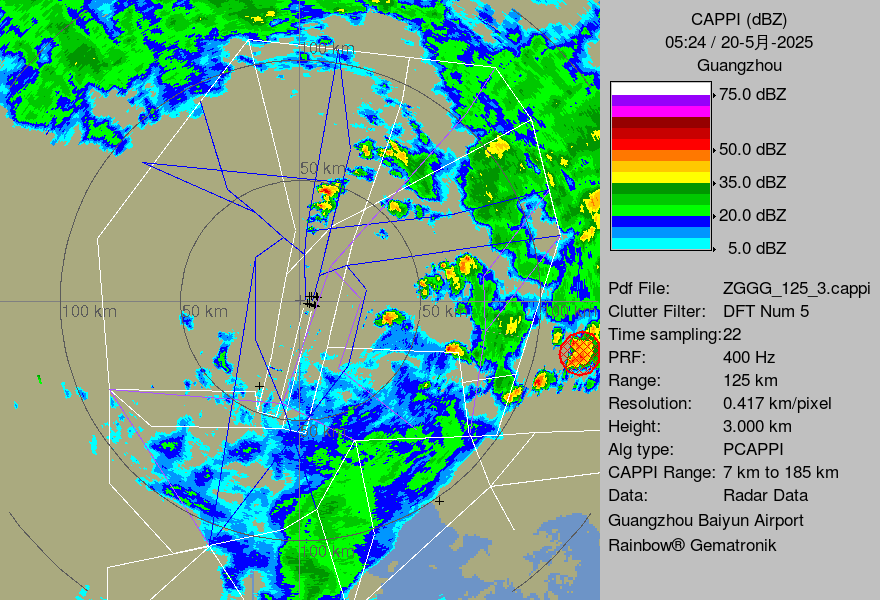 CAPPI (dBZ)
05:24 / 20-5月-2025
Guangzhou
75.0 dBZ
50.0 dBZ
35.0 dBZ
20.0 dBZ
5.0 dBZ
Pdf File: ZGGG_125_3.cappi
Clutter Filter: DFT Num 5
Time sampling:22
PRF: 400 Hz
Range: 125 km
Resolution: 0.417 km/pixel
Height: 3.000 km
Alg type: PCAPPI
CAPPI Range: 7 km to 185 km
Data: Radar Data
Guangzhou Baiyun Airport
Rainbow® Gematronik
100 km
50 km
100 km
50 km
50 km
100 km